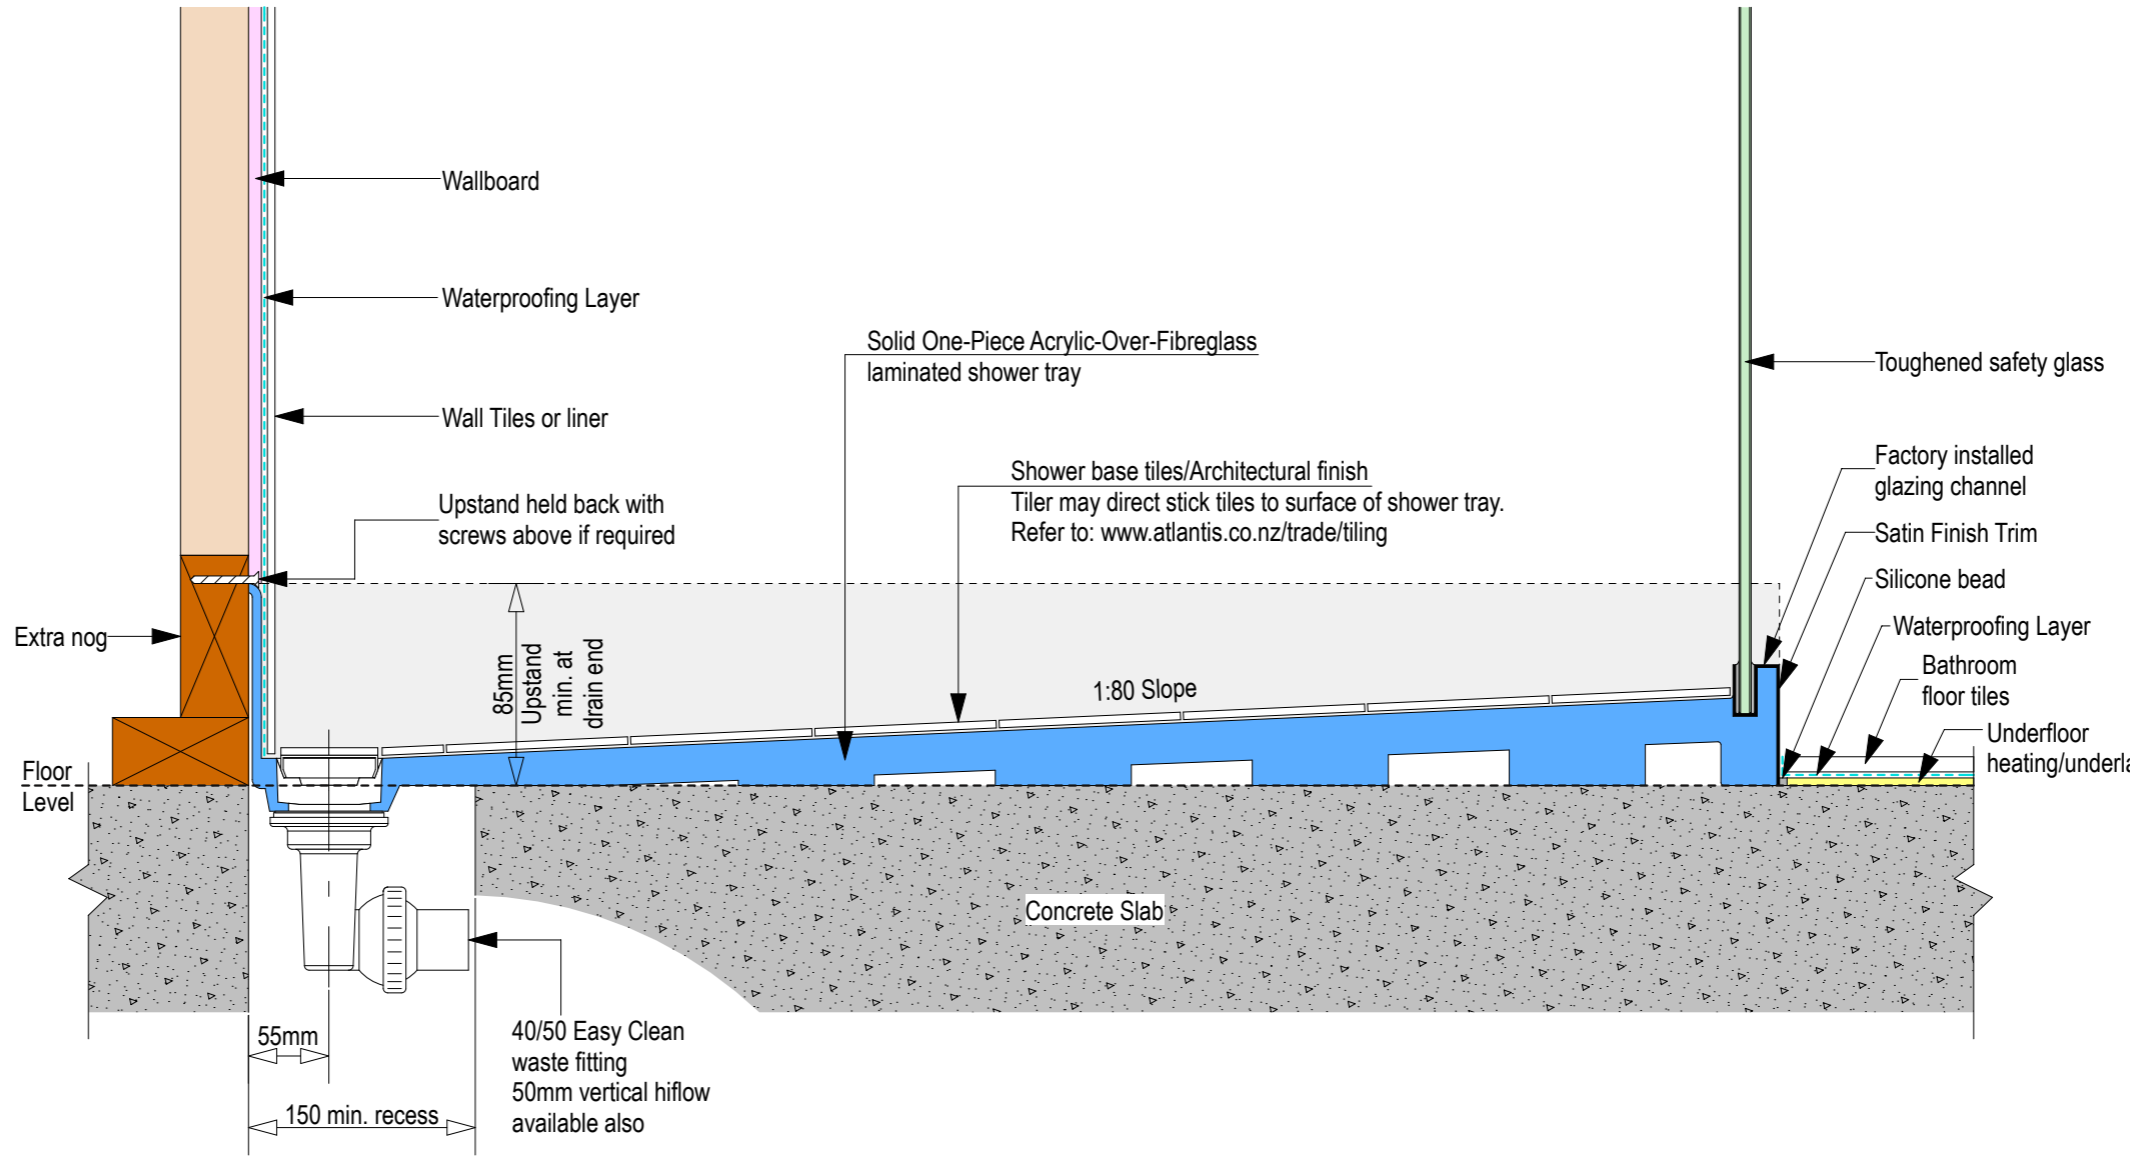 Wallboard
Waterproofing Layer
Wall Tiles or liner
Upstand held back with
screws above if required
Extra nog
Floor
Level
Solid One-Piece Acrylic-Over-Fibreglass
laminated shower tray
Shower base tiles/Architectural finish
Tiler may direct stick tiles to surface of shower tray.
Refer to: www.atlantis.co.nz/trade/tiling
85mm
Upstand
min. at
drain end
1:80 Slope
Toughened safety glass
Factory installed
glazing channel
Satin Finish Trim
Silicone bead
Waterproofing Layer
Bathroom
floor tiles
Underfloor
heating/underla
Concrete Slab
55mm
150 min. recess
40/50 Easy Clean
waste fitting
50mm vertical hiflow
available also